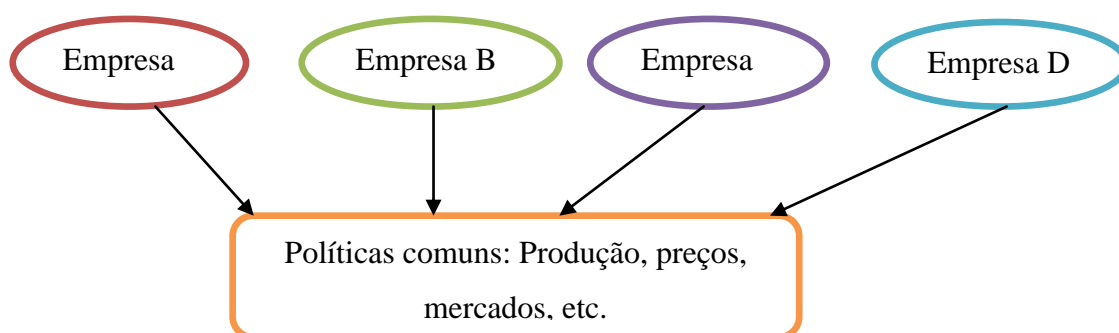 Empresa
Empresa B
Empresa
Empresa D
Políticas comuns: Produção, preços,
mercados, etc.